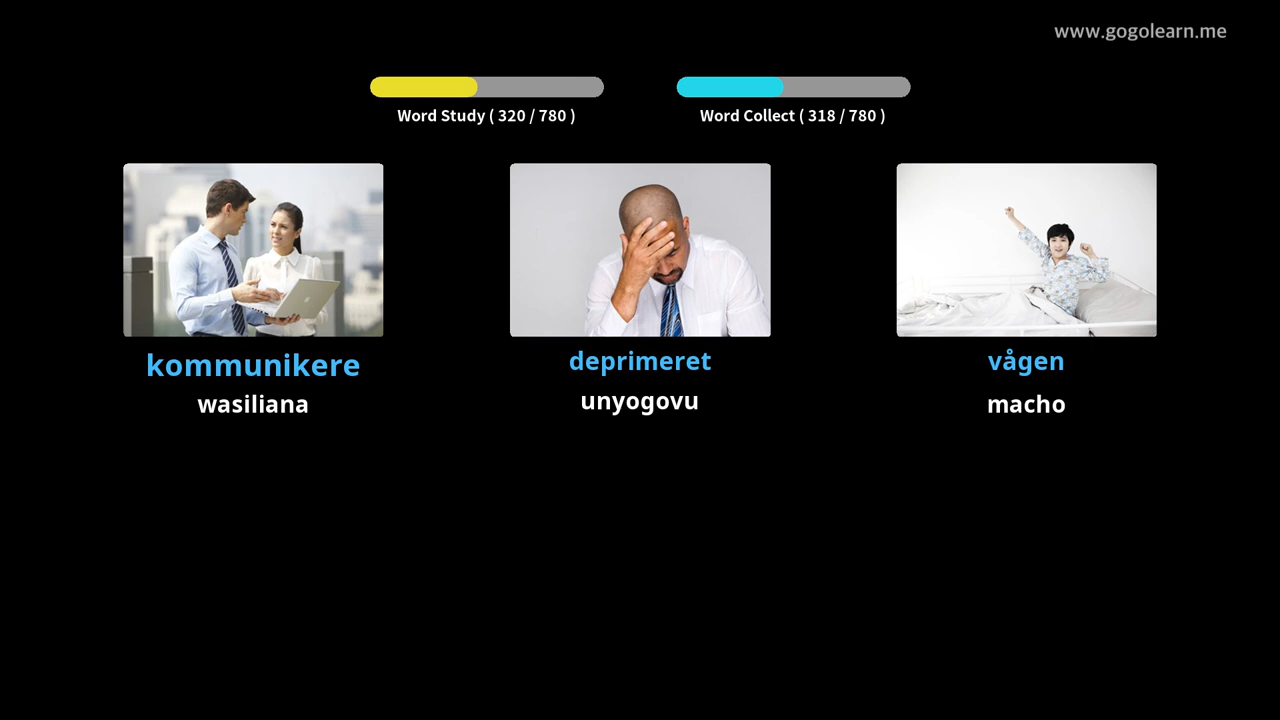 www.gogolearn.me
Word Study ( 320 / 780 )
Word Collect ( 318 / 780 )
kommunikere
wasiliana
deprimeret
unyogovu
vågen
macho